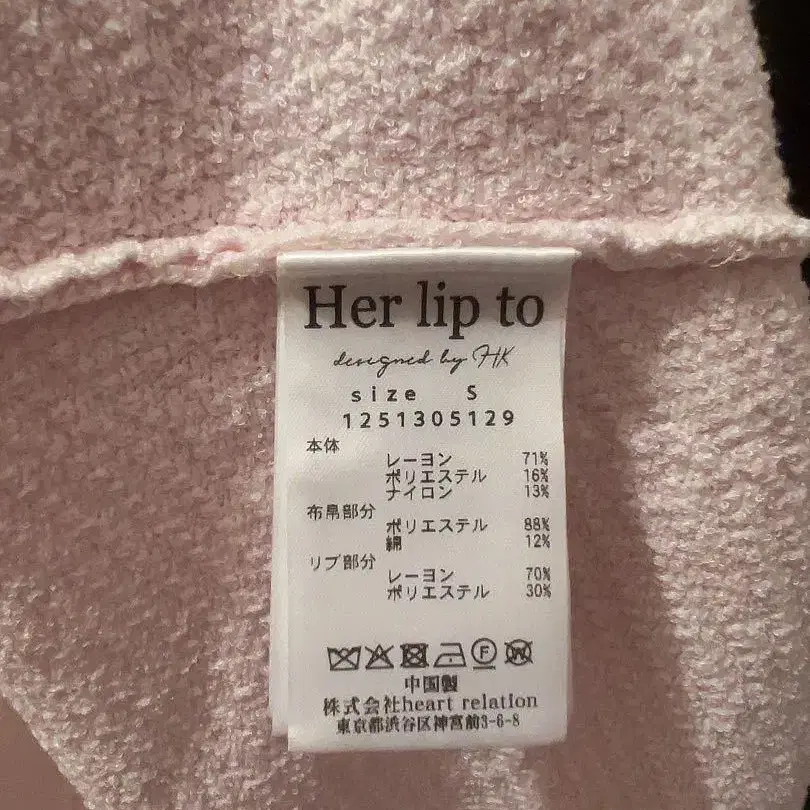 Her lip to
designed by HK
size S
1251305129
本体
レーヨン 71%
ポリエステル 16%
ナイロン 13%
布帛部分
ポリエステル 88%
綿 12%
リブ部分
レーヨン 70%
ポリエステル 30%
F W
中国製
株式会社heart relation
東京都渋谷区神宮前3-6-8